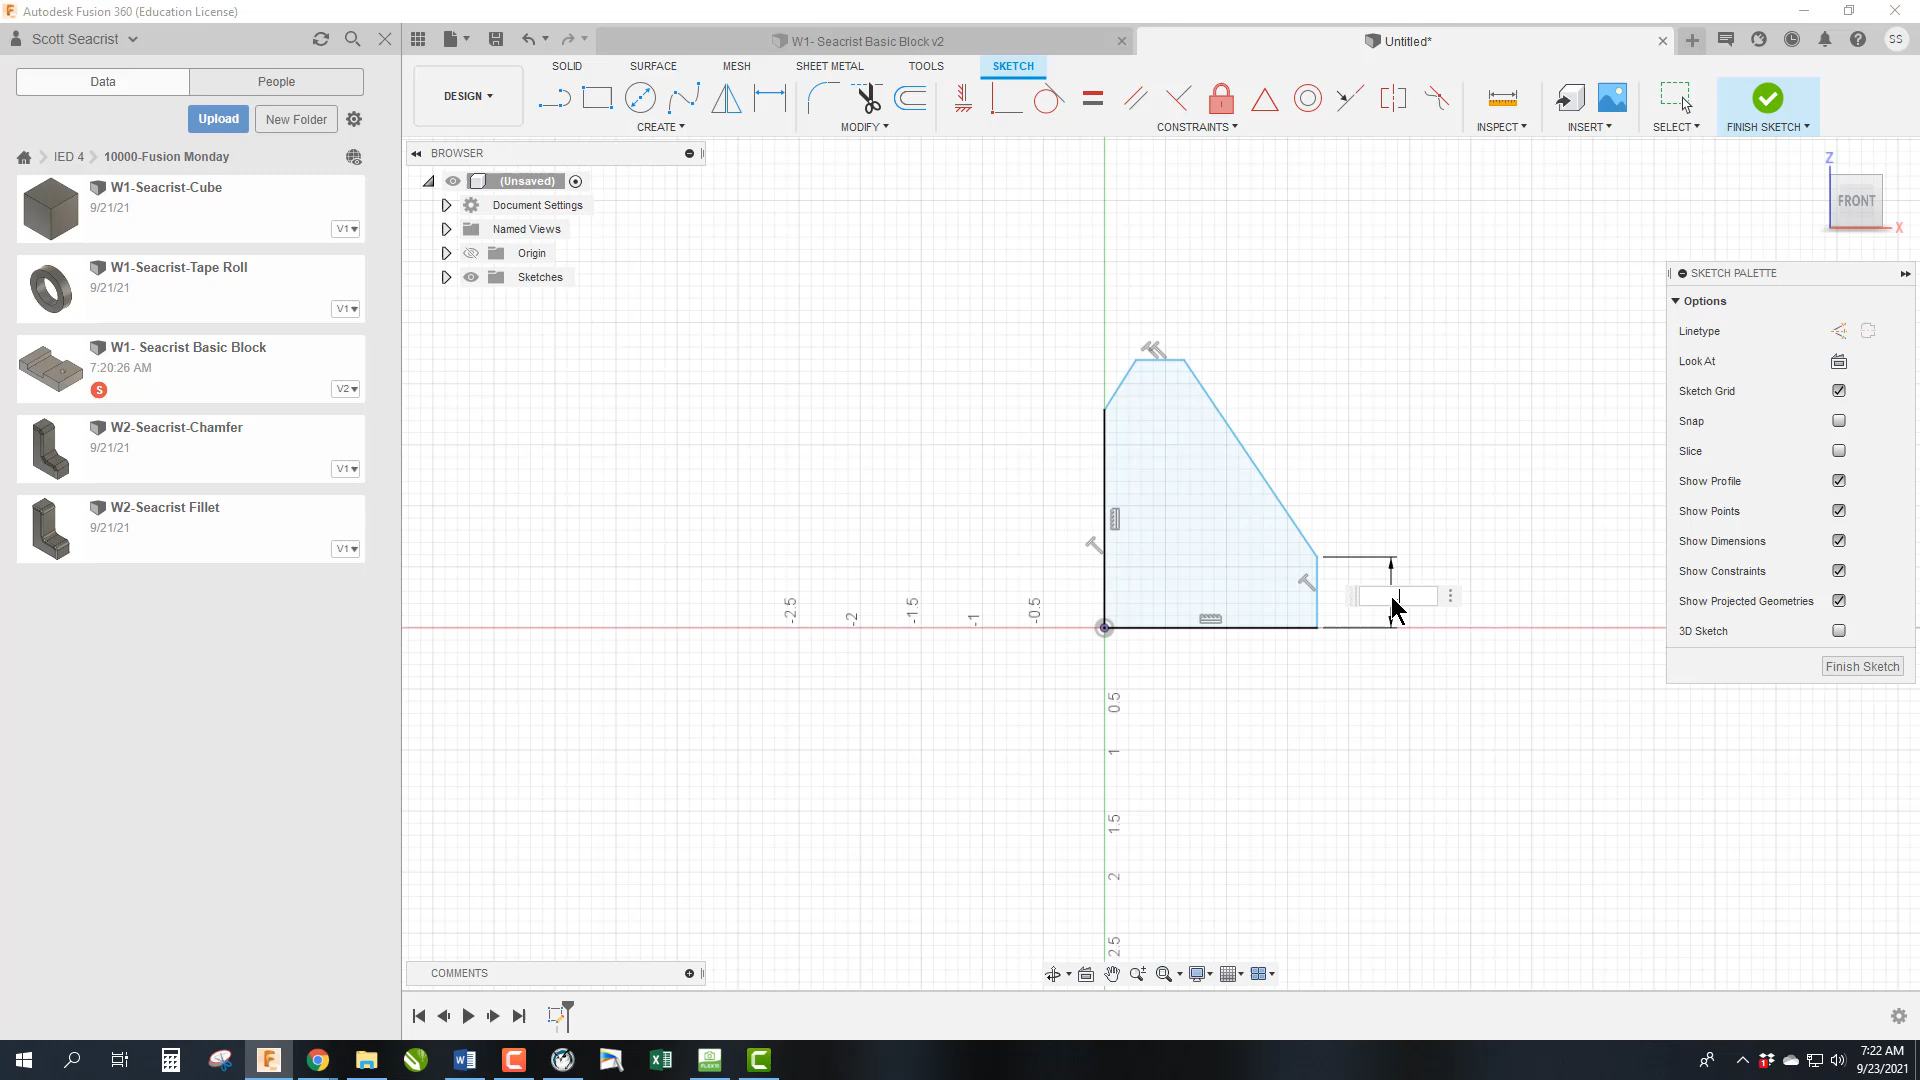 Autodesk Fusion 360 (Education License)
Scott Seacrist
W1- Seacrist Basic Block v2
Untitled*
SS
Data
People
Upload
New Folder
IED 4
10000-Fusion Monday
W1-Seacrist-Cube
9/21/21
V1
W1-Seacrist-Tape Roll
9/21/21
V1
W1- Seacrist Basic Block
7:20:26 AM
S
V2
W2-Seacrist-Chamfer
9/21/21
V1
W2-Seacrist Fillet
9/21/21
V1
DESIGN
SOLID
SURFACE
MESH
SHEET METAL
TOOLS
SKETCH
CREATE
MODIFY
CONSTRAINTS
INSPECT
INSERT
SELECT
FINISH SKETCH
BROWSER
(Unsaved)
Document Settings
Named Views
Origin
Sketches
Z
FRONT
X
SKETCH PALETTE
Options
Linetype
Look At
Sketch Grid
Snap
Slice
Show Profile
Show Points
Show Dimensions
Show Constraints
Show Projected Geometries
3D Sketch
Finish Sketch
-2.5
-2
-1.5
-1
-0.5
0.5
1
1.5
2
2.5
COMMENTS
7:22 AM
9/23/2021